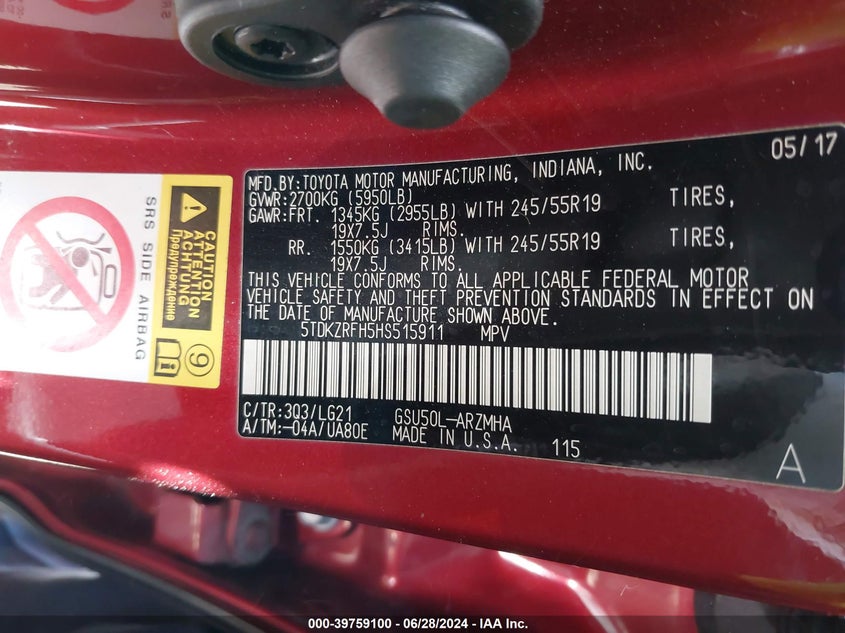 05/17
MFD.BY:TOYOTA MOTOR MANUFACTURING, INDIANA, INC.
GVWR:2700KG (5950LB)
GAWR:FRT. 1345KG (2955LB) WITH 245/55R19 TIRES,
19X7.5J RIMS.
RR. 1550KG (3415LB) WITH 245/55R19 TIRES,
19X7.5J RIMS.
THIS VEHICLE CONFORMS TO ALL APPLICABLE FEDERAL MOTOR
VEHICLE SAFETY AND THEFT PREVENTION STANDARDS IN EFFECT ON
THE DATE OF MANUFACTURE SHOWN ABOVE.
5TDKZRFH5HS515911 MPV
C/TR:3Q3/LG21 GSU50L-ARZMHA
A/TM:-04A/UA80E MADE IN U.S.A. 115
A
SRS SIDE AIRBAG
CAUTION
ATTENTION
ACHTUNG
Предупреждение
9
000-39759100 - 06/28/2024 - IAA Inc.